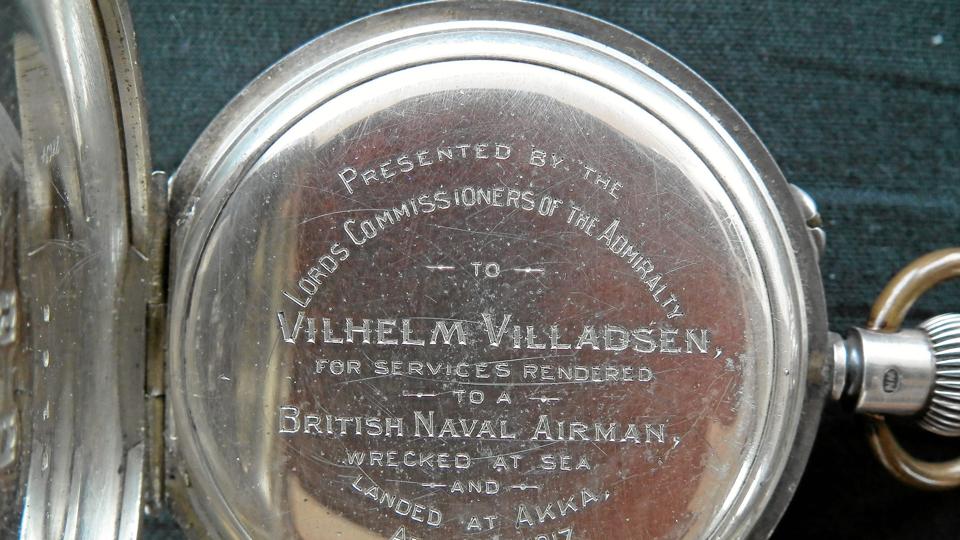 PRESENTED BY THE
LORDS COMMISSIONERS OF THE ADMIRALTY
TO
VILHELM VILLADSEN,
FOR SERVICES RENDERED
TO A
BRITISH NAVAL AIRMAN,
WRECKED AT SEA
AND
LANDED AT AKKA,